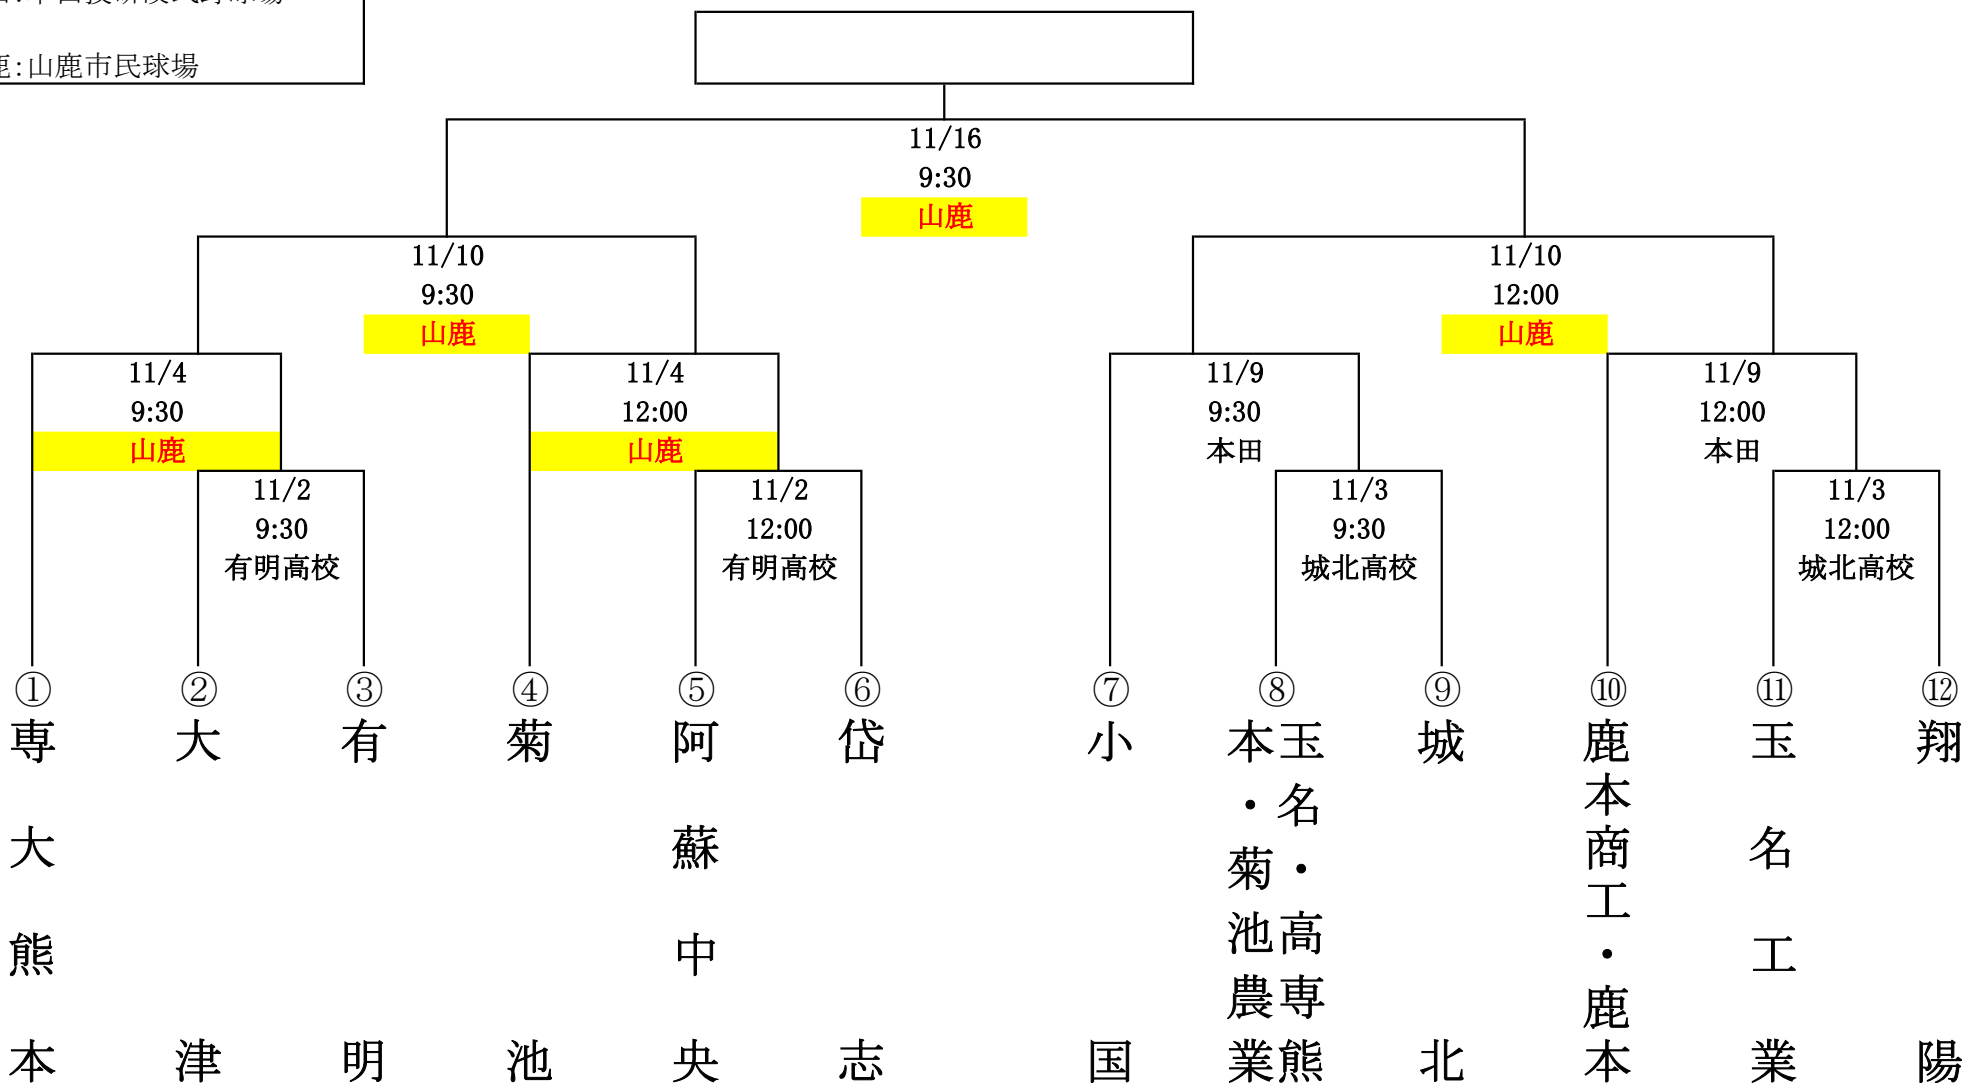 鹿:山鹿市民球場
11/16
9:30
山鹿
11/10
9:30
山鹿
11/10
12:00
山鹿
11/4
9:30
山鹿
11/4
12:00
山鹿
11/9
9:30
本田
11/9
12:00
本田
11/2
9:30
有明高校
11/2
12:00
有明高校
11/3
9:30
城北高校
11/3
12:00
城北高校
①
専大熊本
②
大津
③
有明
④
菊池
⑤
阿蘇中央
⑥
岱志
⑦
小国
⑧
玉名・高専熊
本・菊池農業
⑨
城北
⑩
鹿本商工・鹿本
⑪
玉名工業
⑫
翔陽